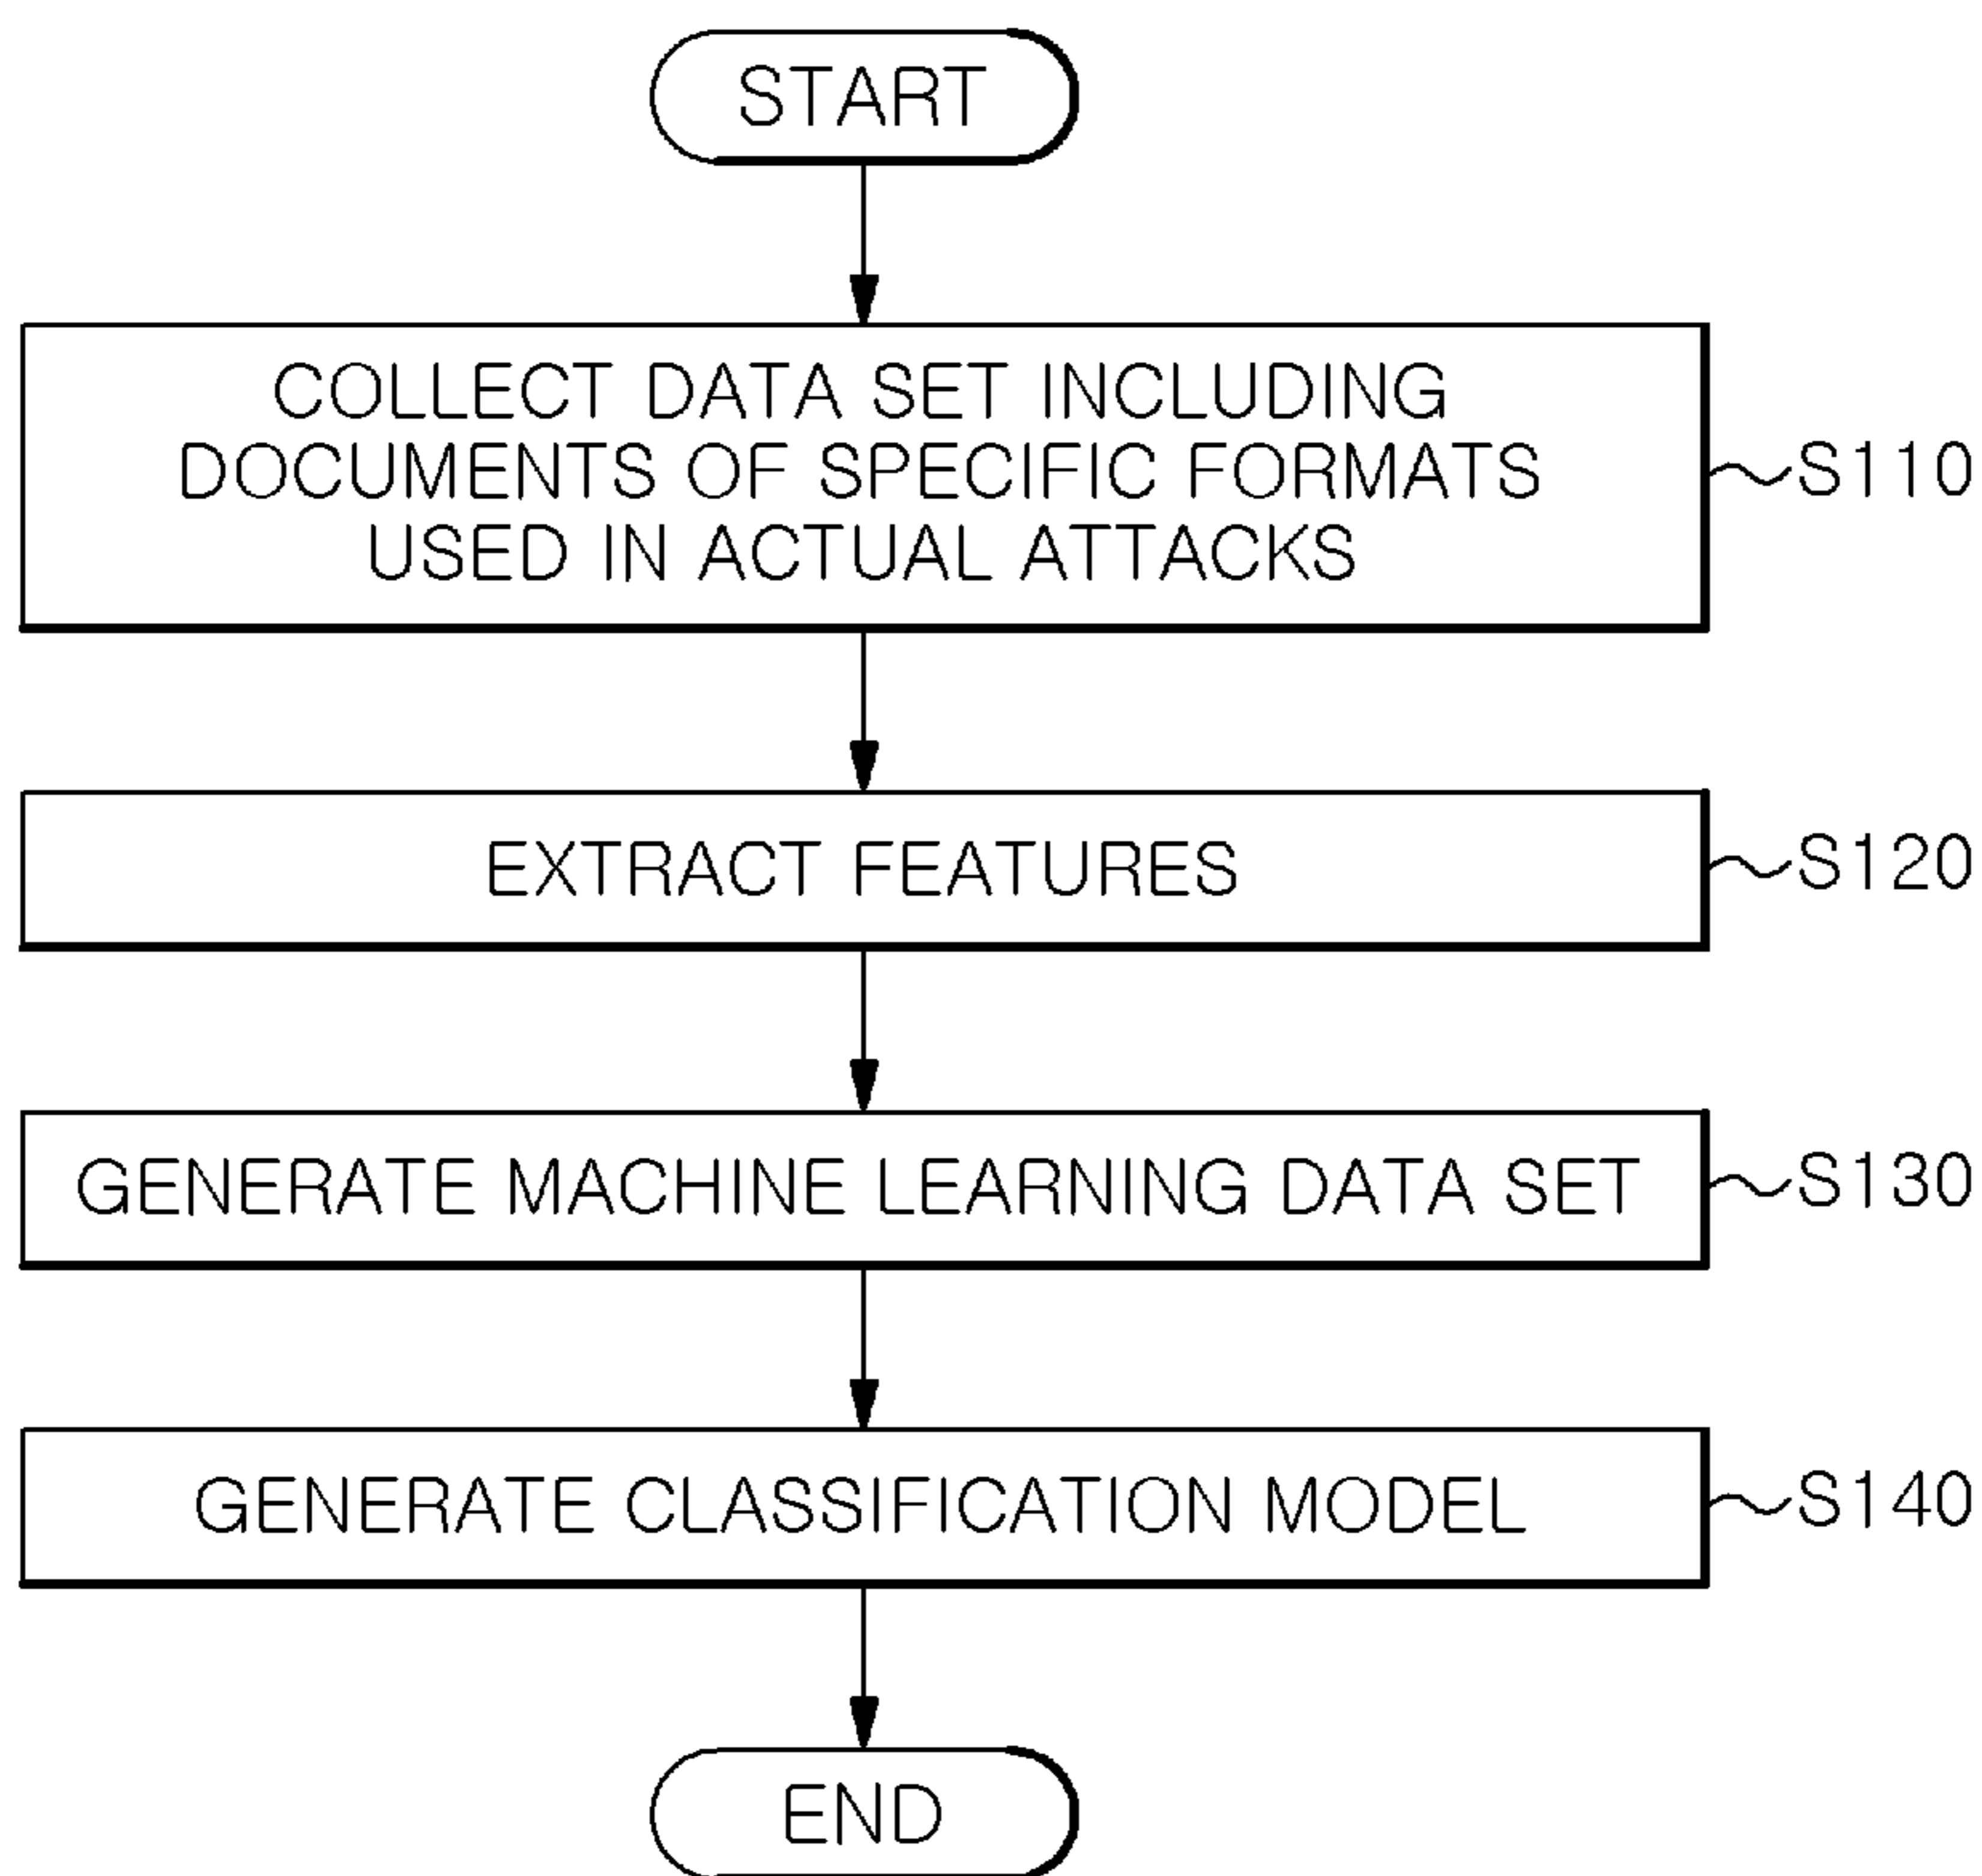 START
COLLECT DATA SET INCLUDING
DOCUMENTS OF SPECIFIC FORMATS
USED IN ACTUAL ATTACKS
S110
EXTRACT FEATURES
S120
GENERATE MACHINE LEARNING DATA SET
S130
GENERATE CLASSIFICATION MODEL
S140
END